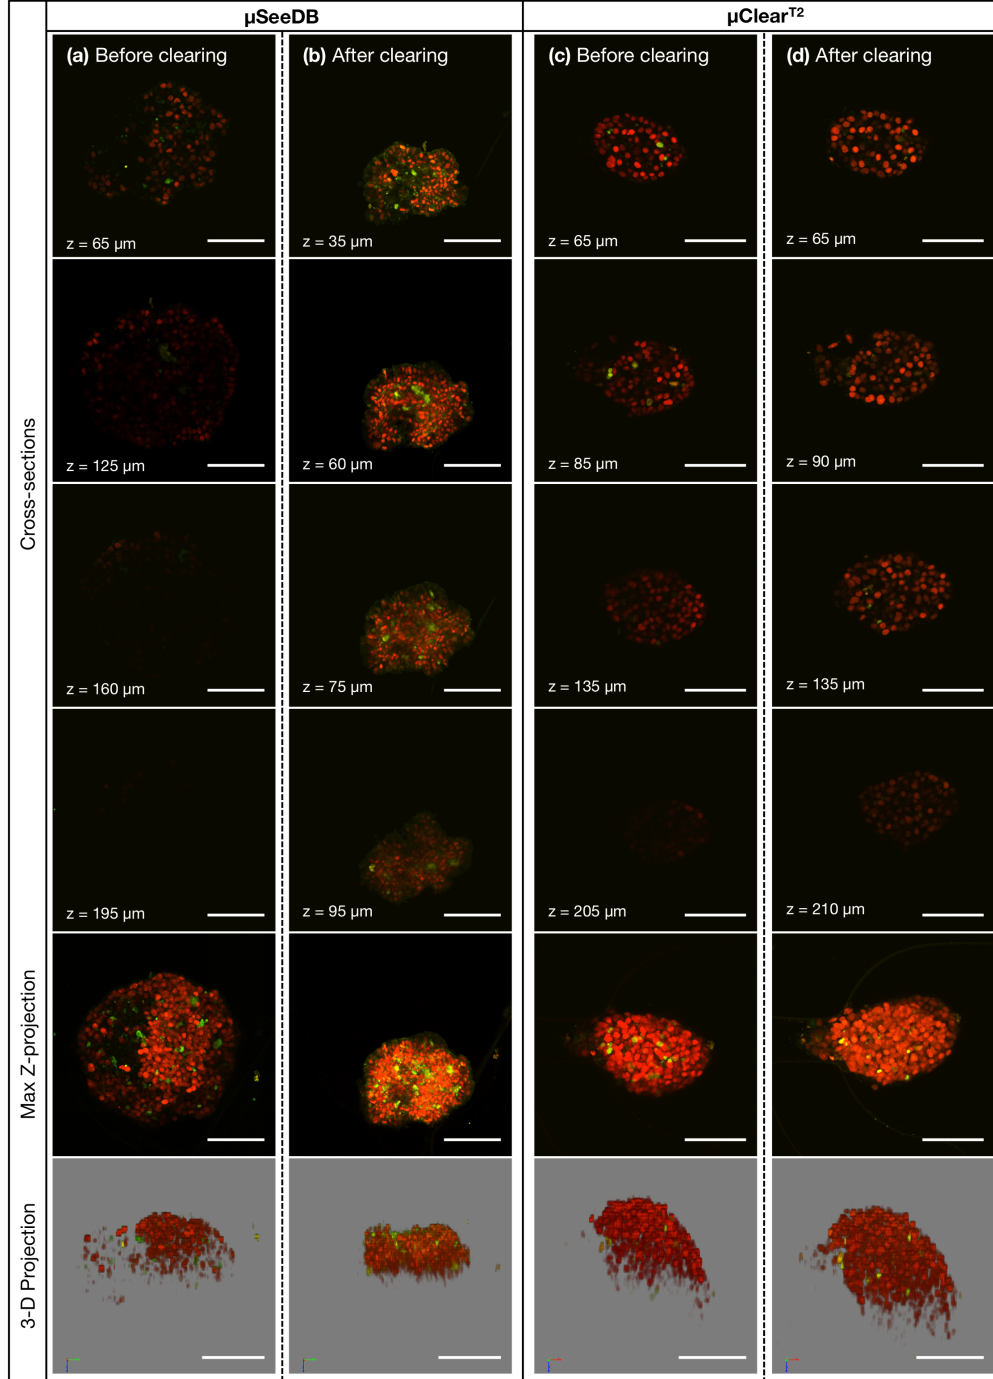 µSeeDB
µClearT2
(a) Before clearing
(b) After clearing
(c) Before clearing
(d) After clearing
z = 65 µm
z = 35 µm
z = 65 µm
z = 65 µm
z = 125 µm
z = 60 µm
z = 85 µm
z = 90 µm
Cross-sections
z = 160 µm
z = 75 µm
z = 135 µm
z = 135 µm
z = 195 µm
z = 95 µm
z = 205 µm
z = 210 µm
Max Z-projection
3-D Projection